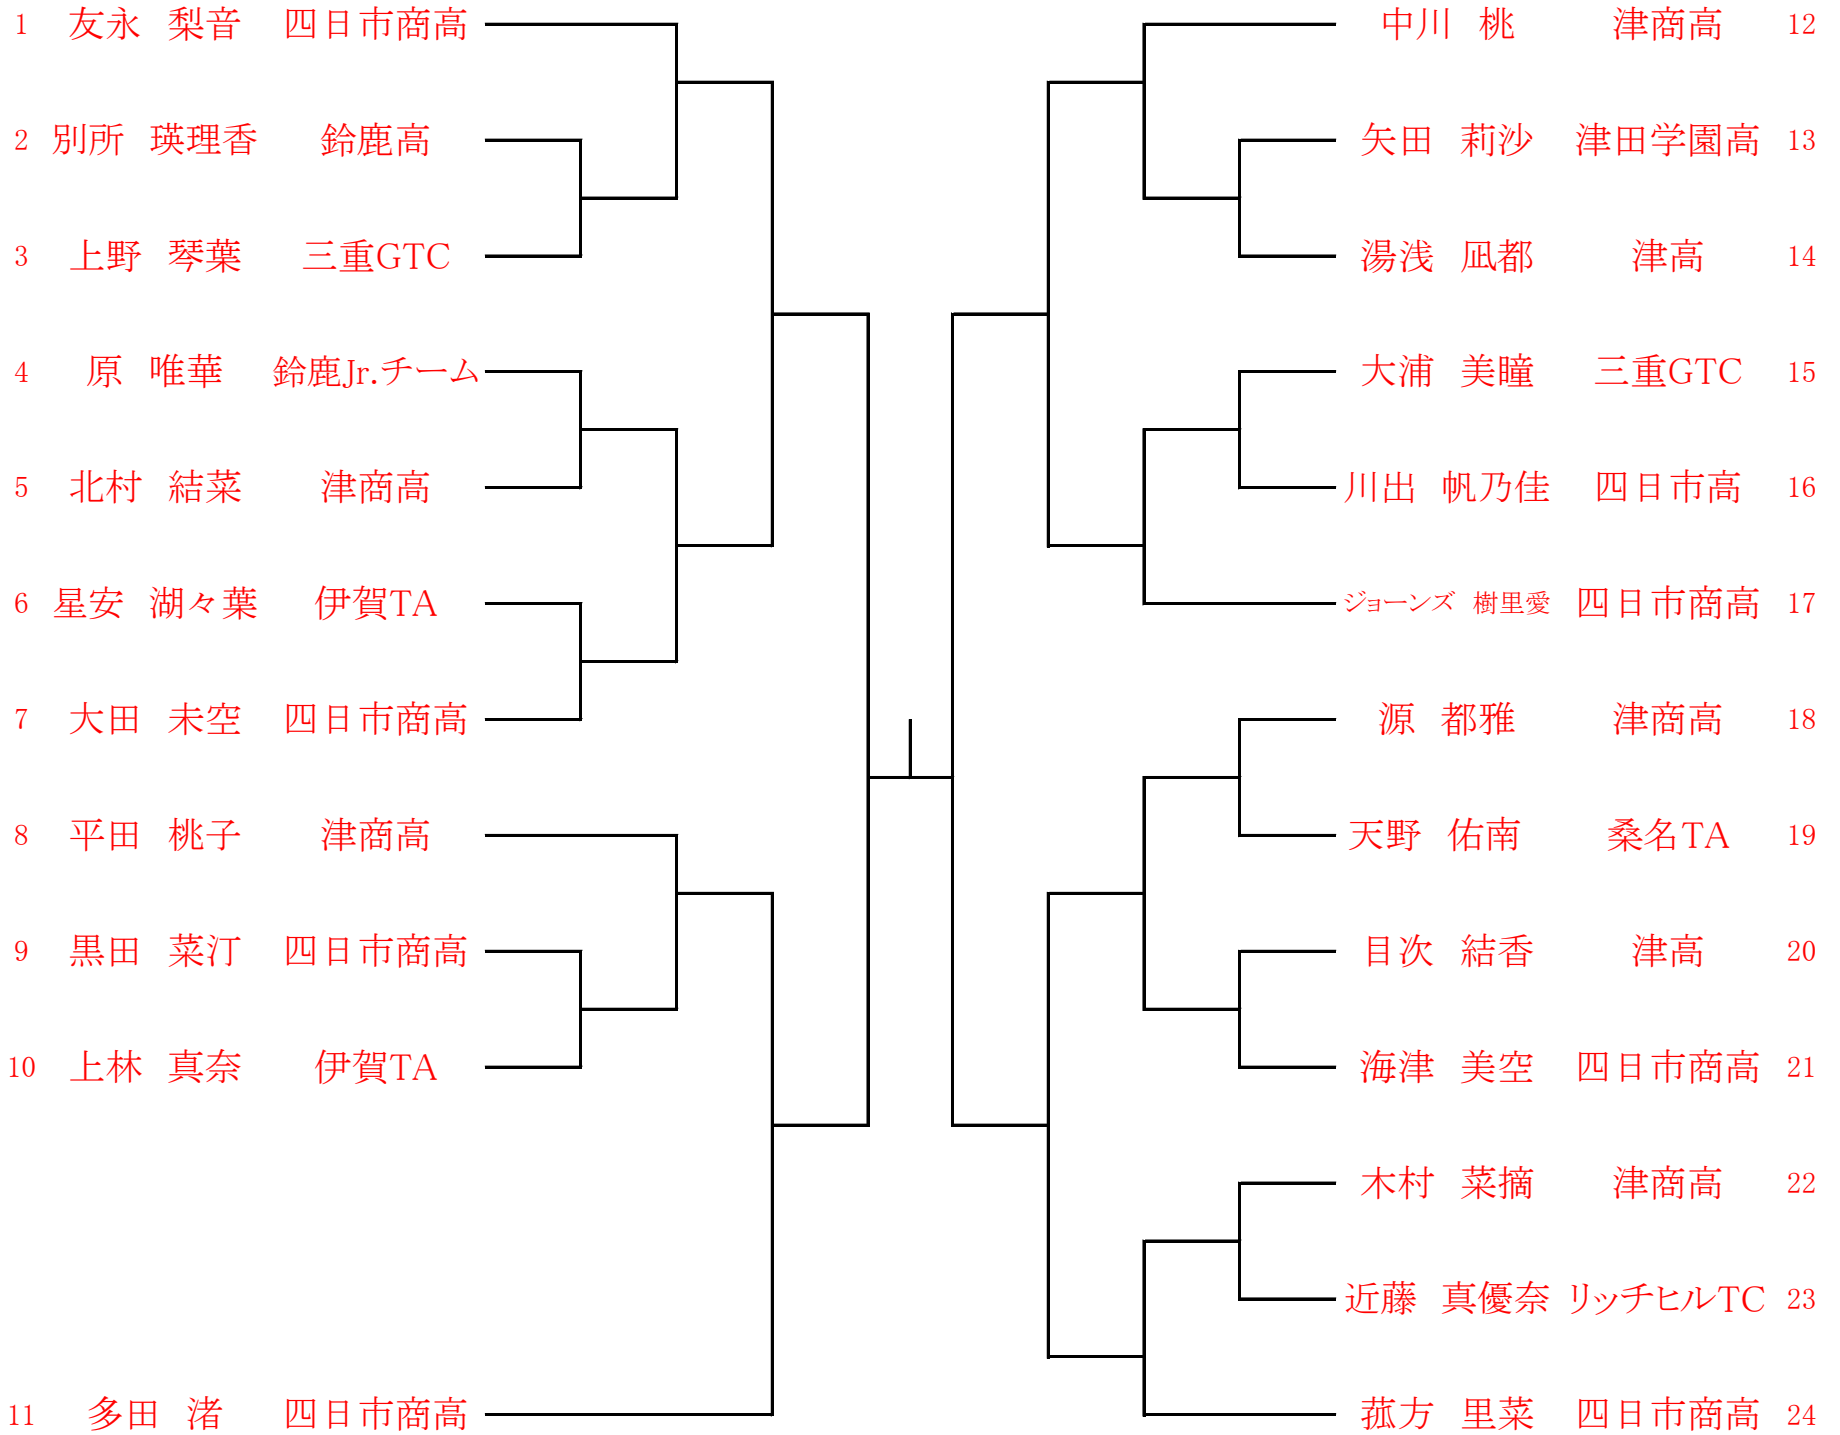 1 友永 梨音 四日市商高
2 別所 瑛理香 鈴鹿高
3 上野 琴葉 三重GTC
4 原 唯華 鈴鹿Jr.チーム
5 北村 結菜 津商高
6 星安 湖々葉 伊賀TA
7 大田 未空 四日市商高
8 平田 桃子 津商高
9 黒田 菜汀 四日市商高
10 上林 真奈 伊賀TA
11 多田 渚 四日市商高
中川 桃 津商高 12
矢田 莉沙 津田学園高 13
湯浅 凪都 津高 14
大浦 美瞳 三重GTC 15
川出 帆乃佳 四日市高 16
ジョーンズ 樹里愛 四日市商高 17
源 都雅 津商高 18
天野 佑南 桑名TA 19
目次 結香 津高 20
海津 美空 四日市商高 21
木村 菜摘 津商高 22
近藤 真優奈 リッチヒルTC 23
菰方 里菜 四日市商高 24